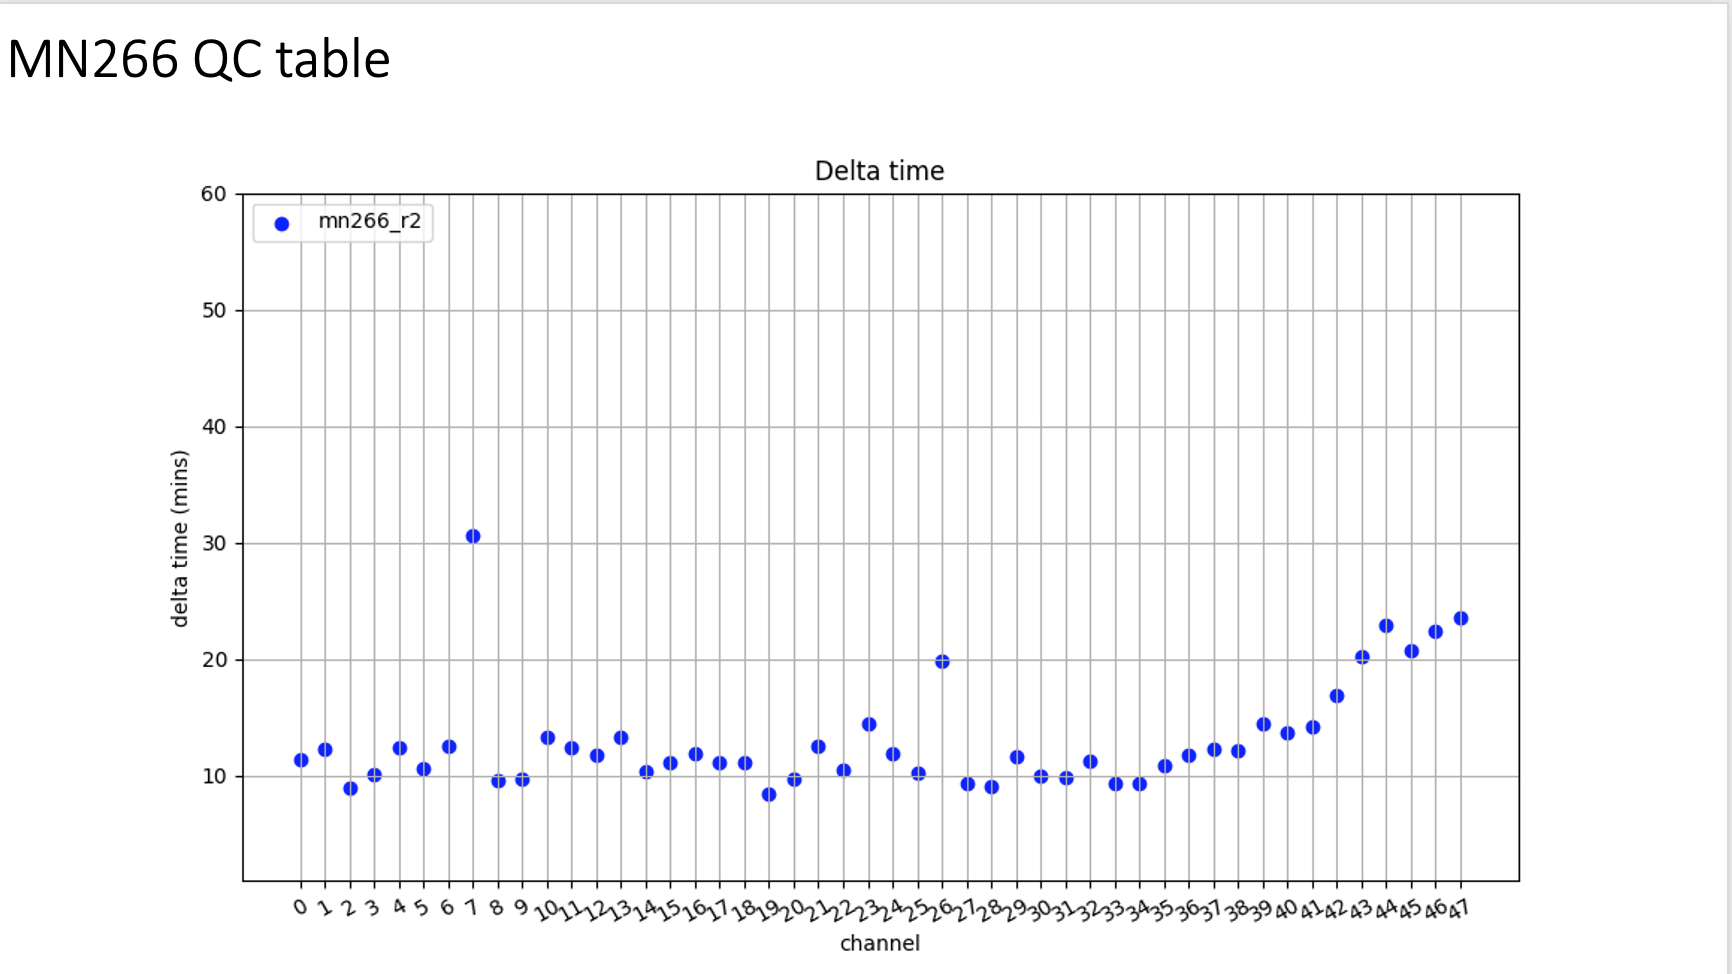 MN266 QC table
Delta time
60
mn266_r2
50
40
30
20
10
delta time (mins)
0 1 2 3 4 5 6 7 8 9 10 11 12 13 14 15 16 17 18 19 20 21 22 23 24 25 26 27 28 29 30 31 32 33 34 35 36 37 38 39 40 41 42 43 44 45 46 47
channel